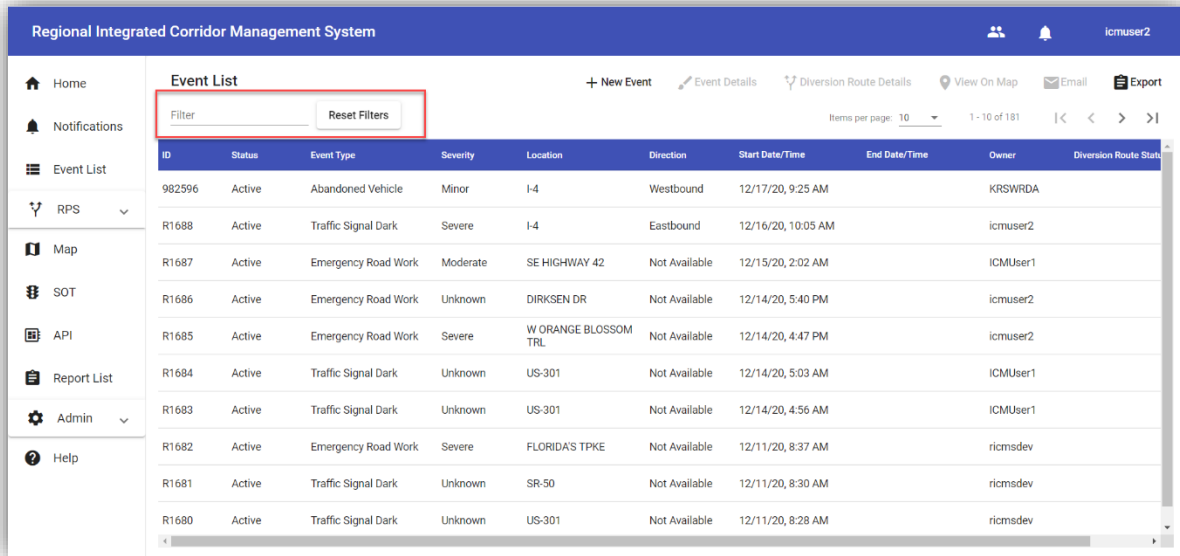 Regional Integrated Corridor Management System icmuser2
Home
Notifications
Event List
RPS
Map
SOT
API
Report List
Admin
Help
Event List
New Event Event Details Diversion Route Details View On Map Email Export
Filter Reset Filters
Items per page: 10 1 - 10 of 181
ID Status Event Type Severity Location Direction Start Date/Time End Date/Time Owner Diversion Route Statu
982596 Active Abandoned Vehicle Minor I-4 Westbound 12/17/20, 9:25 AM KRSWRDA
R1688 Active Traffic Signal Dark Severe I-4 Eastbound 12/16/20, 10:05 AM icmuser2
R1687 Active Emergency Road Work Moderate SE HIGHWAY 42 Not Available 12/15/20, 2:02 AM ICMUser1
R1686 Active Emergency Road Work Unknown DIRKSEN DR Not Available 12/14/20, 5:40 PM icmuser2
R1685 Active Emergency Road Work Severe W ORANGE BLOSSOM
TRL Not Available 12/14/20, 4:47 PM icmuser2
R1684 Active Traffic Signal Dark Unknown US-301 Not Available 12/14/20, 5:03 AM ICMUser1
R1683 Active Traffic Signal Dark Unknown US-301 Not Available 12/14/20, 4:56 AM ICMUser1
R1682 Active Emergency Road Work Severe FLORIDA'S TPKE Not Available 12/11/20, 8:37 AM ricmsdev
R1681 Active Traffic Signal Dark Unknown SR-50 Not Available 12/11/20, 8:30 AM ricmsdev
R1680 Active Traffic Signal Dark Unknown US-301 Not Available 12/11/20, 8:28 AM ricmsdev